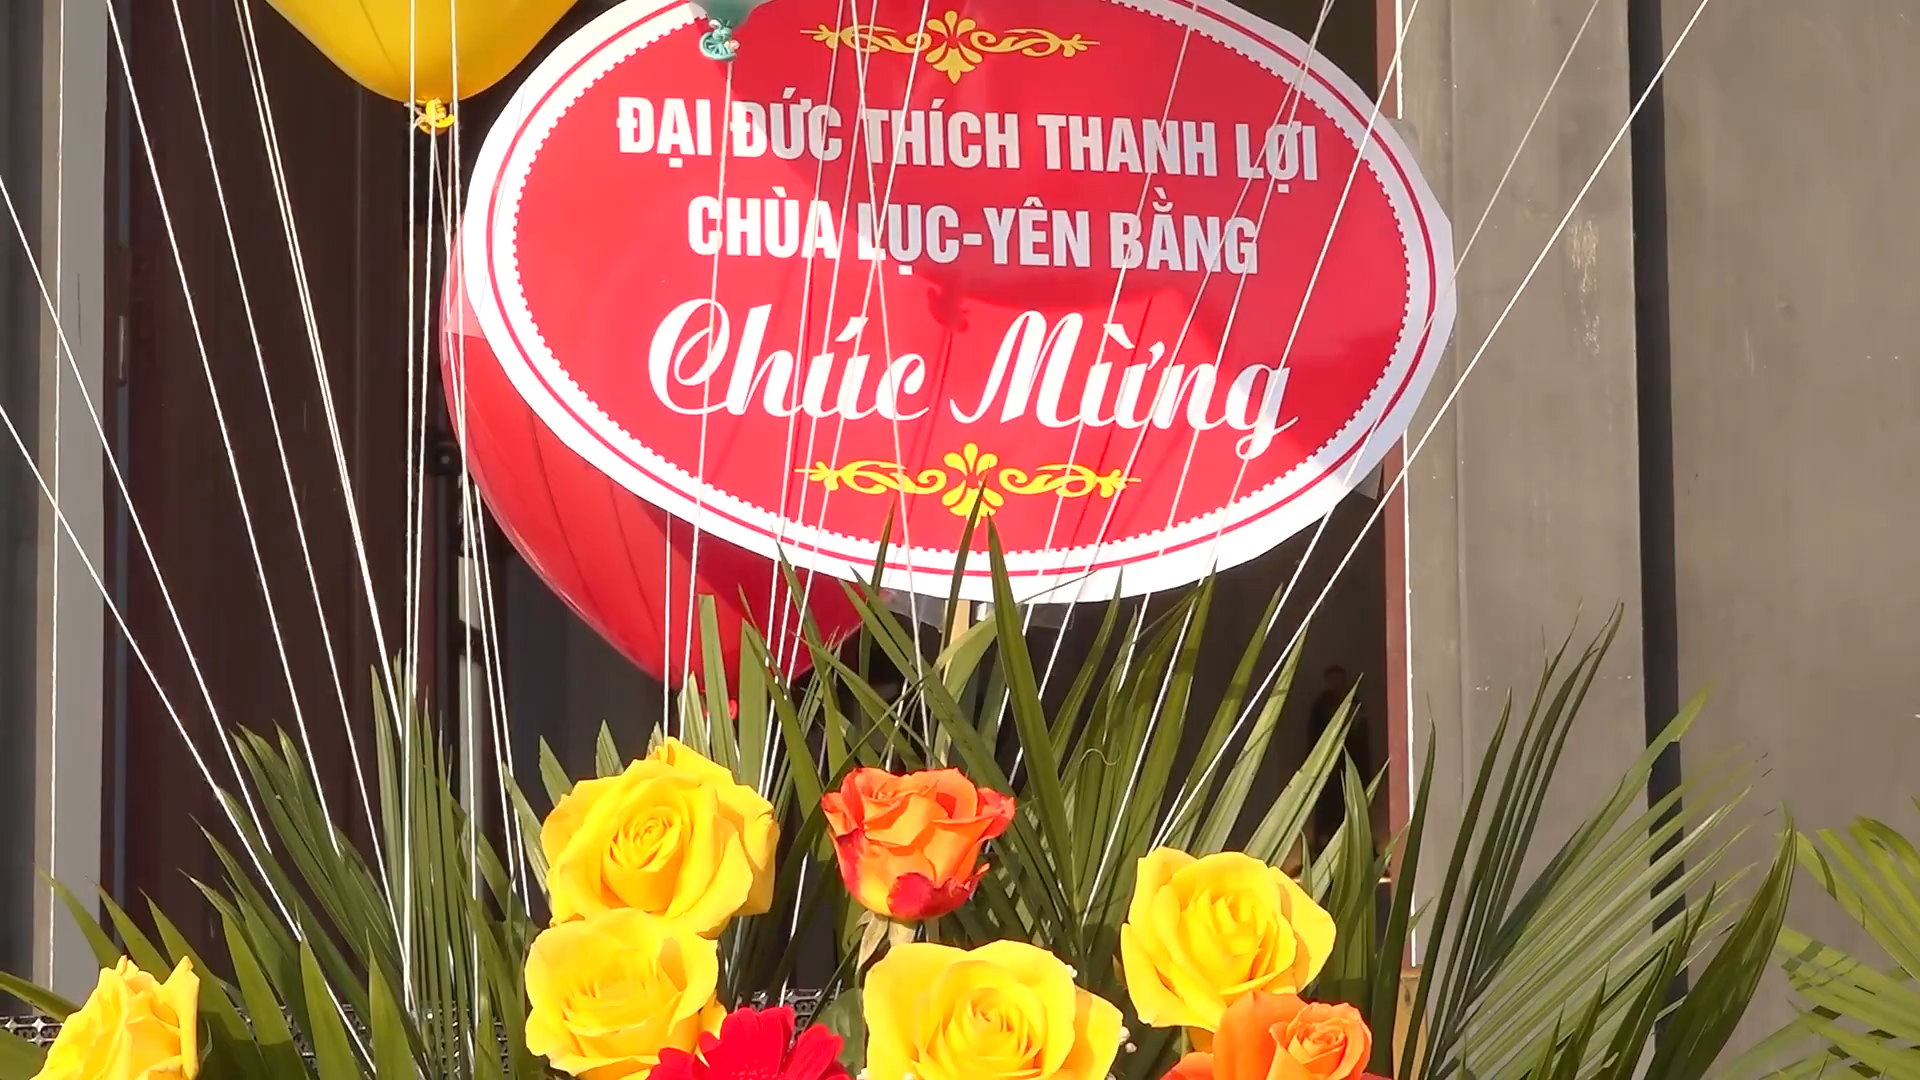 ĐẠI ĐỨC THÍCH THANH LỢI
CHÙA LỤC-YÊN BẰNG
Chúc Mừng